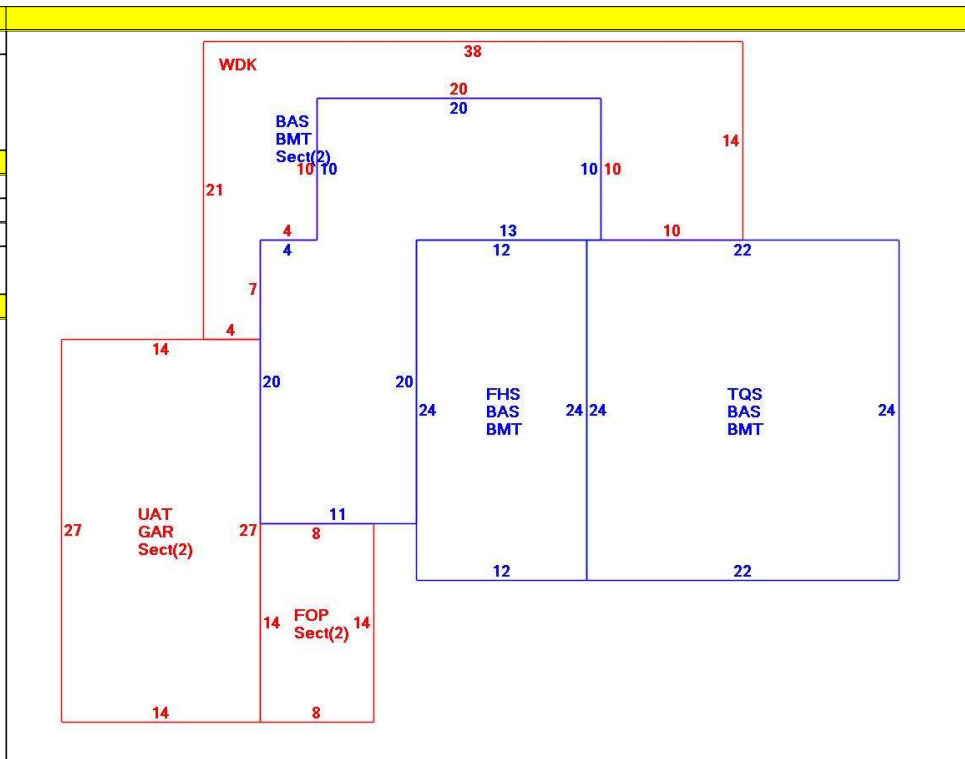 38
WDK
20
20
BAS
BMT
Sect(2)
14
10 10
10 10
21
4
4
13
12
10
22
7
4
14
20
20
24
FHS
BAS
BMT
24 24
TQS
BAS
BMT
24
11
8
27
UAT
GAR
Sect(2)
27
12
22
14
FOP
Sect(2)
14
14
8